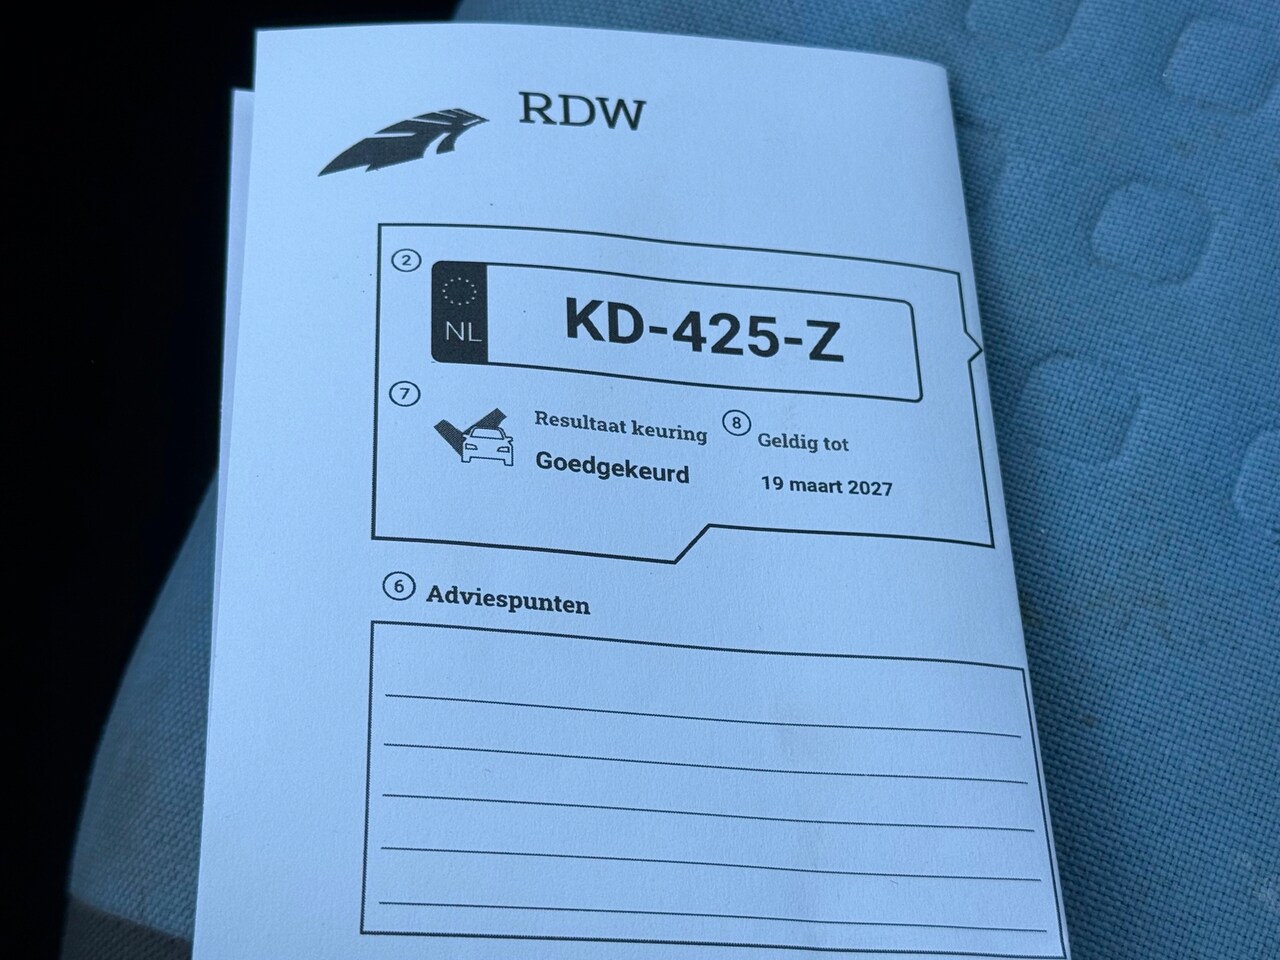 RDW
2
NL
KD-425-Z
7
Resultaat keuring
Goedgekeurd
8
Geldig tot
19 maart 2027
6 Adviespunten